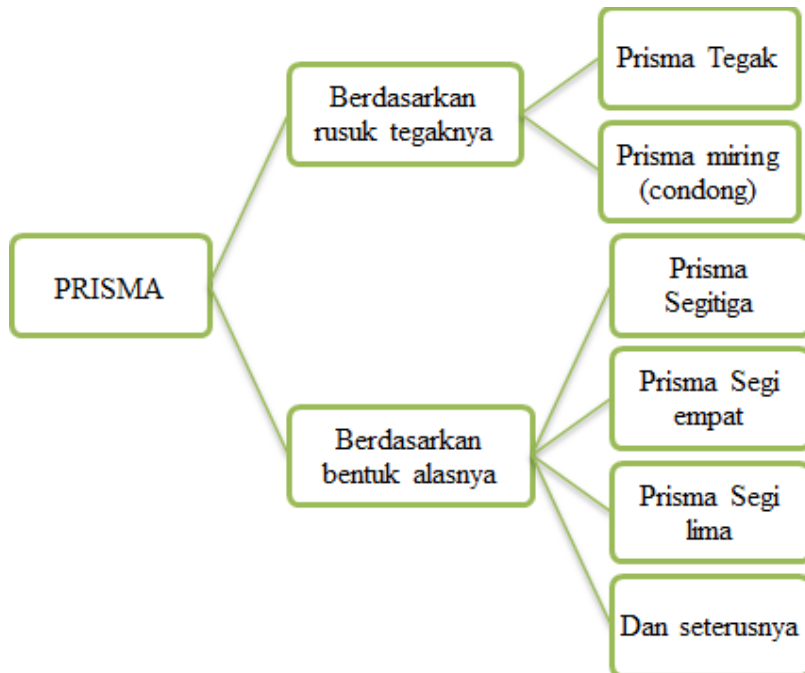 PRISMA
Berdasarkan
rusuk tegaknya
Prisma Tegak
Prisma miring
(condong)
Berdasarkan
bentuk alasnya
Prisma
Segitiga
Prisma Segi
empat
Prisma Segi
lima
Dan seterusnya